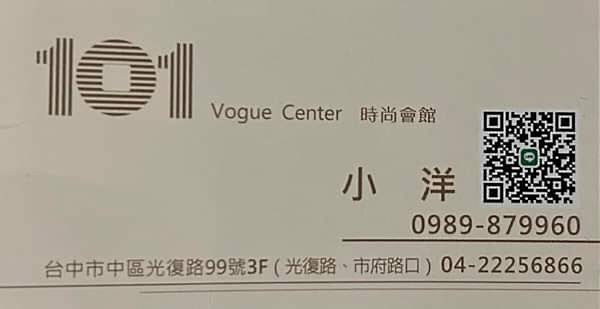 101 Vogue Center 時尚會館
小 洋
0989-879960
台中市中區光復路99號3F（光復路、市府路口）04-22256866